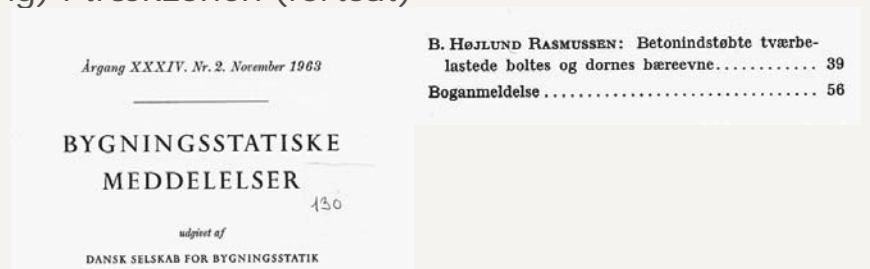 (fortsat)
Årgang XXXIV. Nr. 2. November 1963
BYGNINGSSTATISKE
MEDDELELSER
130
udgivet af
DANSK SELSKAB FOR BYGNINGSSTATIK
B. HØJLUND RASMUSSEN: Betonindstøbte tværbe-
lastede boltes og dornes bæreevne............ 39
Boganmeldelse................................ 56